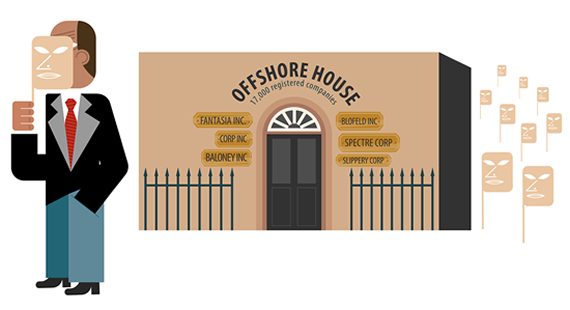 OFFSHORE HOUSE
17,000 registered companies
FANTASIA INC.
CORP INC
BALONEY INC
BLOFELD INC
SPECTRE CORP
SLIPPERY CORP